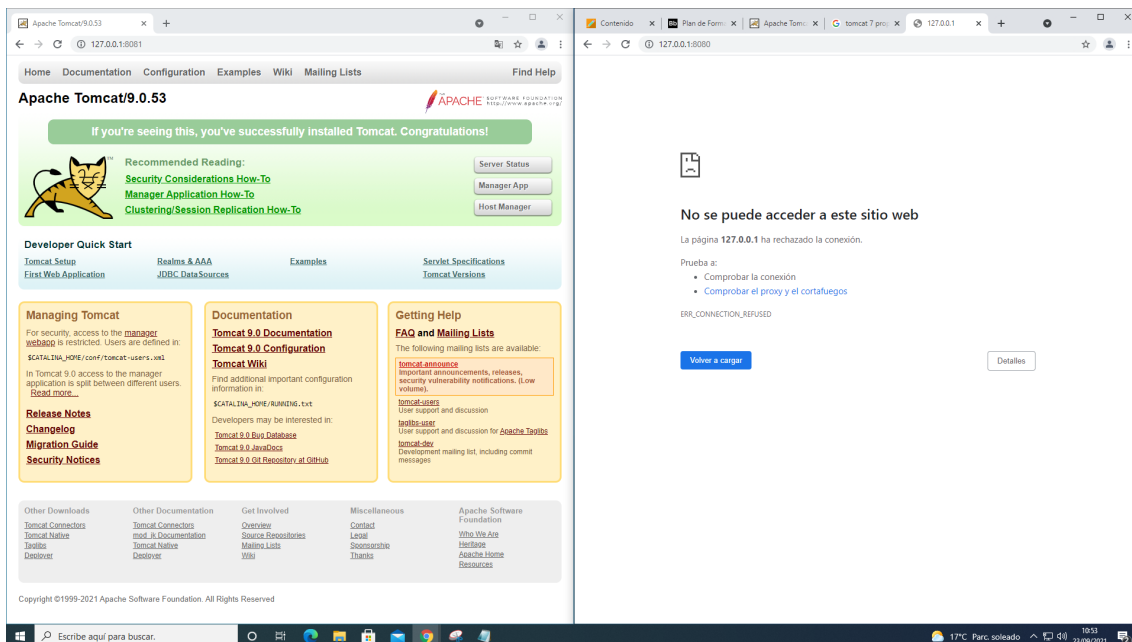 Apache Tomcat/9.0.53
127.0.0.1:8081
Home Documentation Configuration Examples Wiki Mailing Lists Find Help
Apache Tomcat/9.0.53
THE
APACHE SOFTWARE FOUNDATION
http://www.apache.org/
If you're seeing this, you've successfully installed Tomcat. Congratulations!
TM
Recommended Reading:
Security Considerations How-To
Manager Application How-To
Clustering/Session Replication How-To
Server Status
Manager App
Host Manager
Developer Quick Start
Tomcat Setup
First Web Application
Realms & AAA
JDBC DataSources
Examples
Servlet Specifications
Tomcat Versions
Managing Tomcat
For security, access to the manager
webapp is restricted. Users are defined in:
$CATALINA_HOME/conf/tomcat-users.xml
In Tomcat 9.0 access to the manager
application is split between different users.
Read more...
Release Notes
Changelog
Migration Guide
Security Notices
Documentation
Tomcat 9.0 Documentation
Tomcat 9.0 Configuration
Tomcat Wiki
Find additional important configuration
information in:
$CATALINA_HOME/RUNNING.txt
Developers may be interested in:
Tomcat 9.0 Bug Database
Tomcat 9.0 JavaDocs
Tomcat 9.0 Git Repository at GitHub
Getting Help
FAQ and Mailing Lists
The following mailing lists are available:
tomcat-announce
Important announcements, releases,
security vulnerability notifications. (Low
volume).
tomcat-users
User support and discussion
taglibs-user
User support and discussion for Apache Taglibs
tomcat-dev
Development mailing list, including commit
messages
Other Downloads
Tomcat Connectors
Tomcat Native
Taglibs
Deployer
Other Documentation
Tomcat Connectors
mod_jk Documentation
Tomcat Native
Deployer
Get Involved
Overview
Source Repositories
Mailing Lists
Wiki
Miscellaneous
Contact
Legal
Sponsorship
Thanks
Apache Software
Foundation
Who We Are
Heritage
Apache Home
Resources
Copyright ©1999-2021 Apache Software Foundation. All Rights Reserved
Contenido Bb Plan de Form Apache Tomc tomcat 7 prop 127.0.0.1
127.0.0.1:8080
No se puede acceder a este sitio web
La página 127.0.0.1 ha rechazado la conexión.
Prueba a:
Comprobar la conexión
Comprobar el proxy y el cortafuegos
ERR_CONNECTION_REFUSED
Volver a cargar
Detalles
Escribe aquí para buscar.
17°C Parc. soleado
10:53
22/09/2021